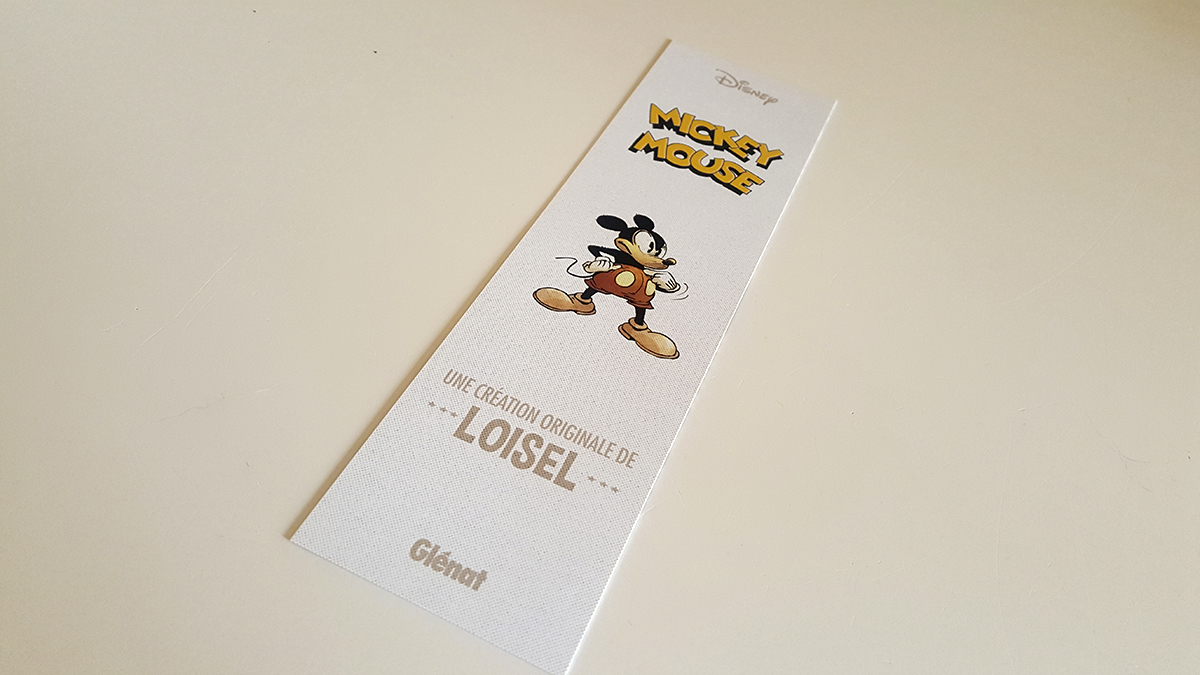 Disney
MICKEY
MOUSE
UNE CRÉATION ORIGINALE DE
LOISEL
Glénat